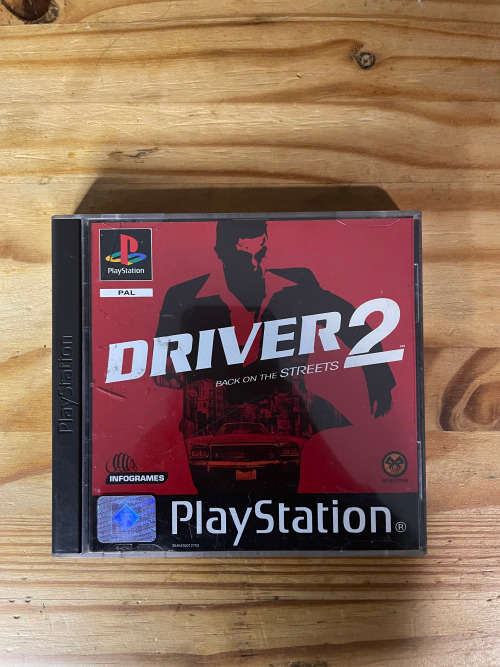 PlayStation
PAL
PlayStation
DRIVER 2
BACK ON THE STREETS
INFOGRAMES
PlayStation®